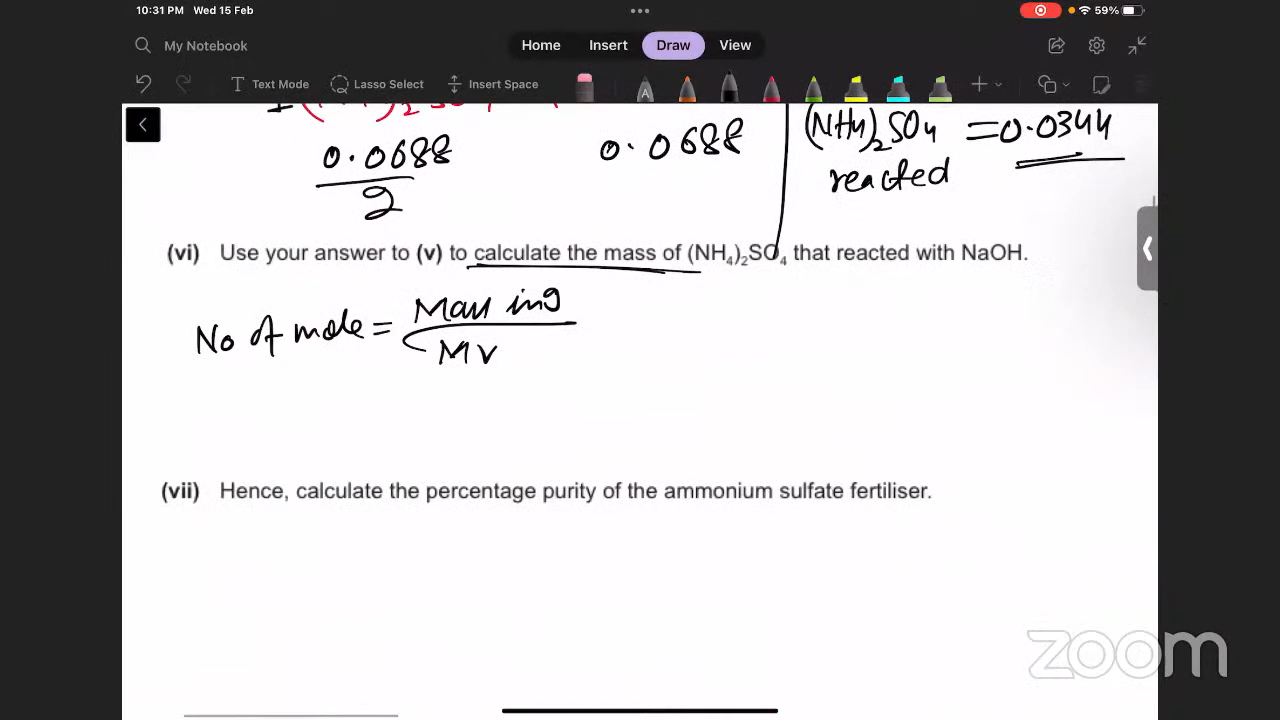 10:31 PM Wed 15 Feb
59%
My Notebook
Home Insert Draw View
Text Mode Lasso Select Insert Space
A
0.0688
2
0.0688
(NH4)2SO4 = 0.0344
reacted
(vi) Use your answer to (v) to calculate the mass of (NH₄)₂SO₄ that reacted with NaOH.
No of mole = Mass in g
Mr
(vii) Hence, calculate the percentage purity of the ammonium sulfate fertiliser.
zoom